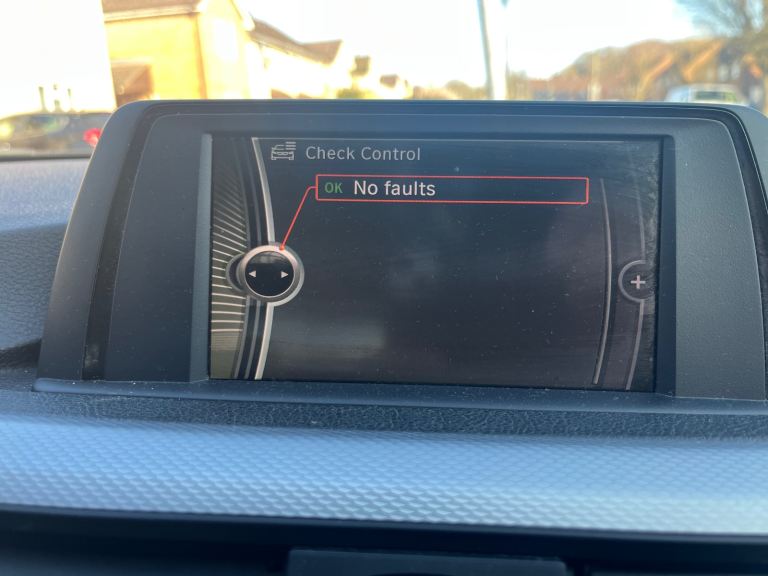 Check Control
OK No faults
+